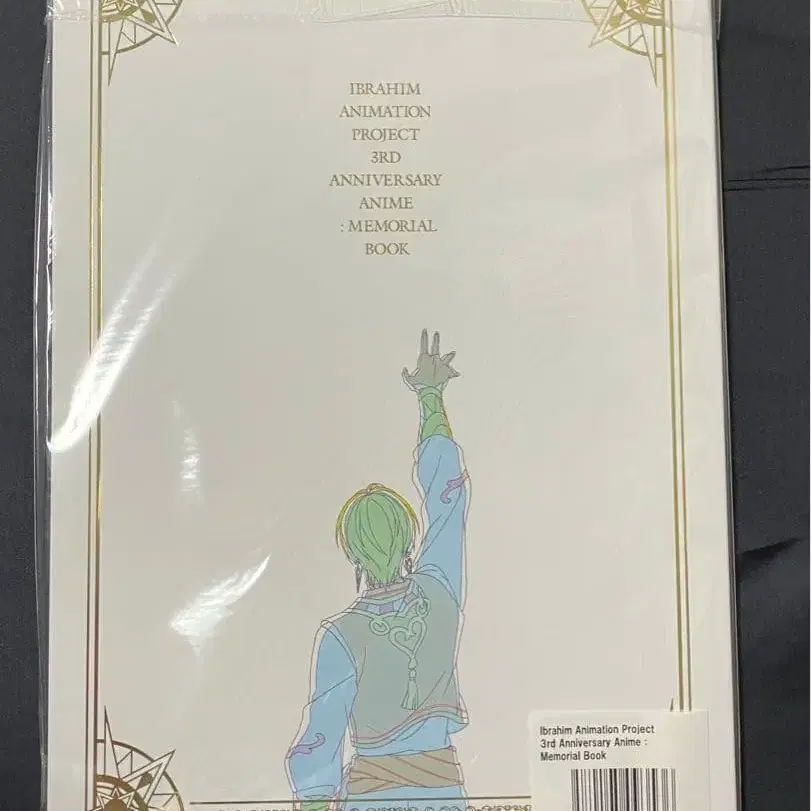 IBRAHIM
ANIMATION
PROJECT
3RD
ANNIVERSARY
ANIME
: MEMORIAL
BOOK
Ibrahim Animation Project
3rd Anniversary Anime :
Memorial Book